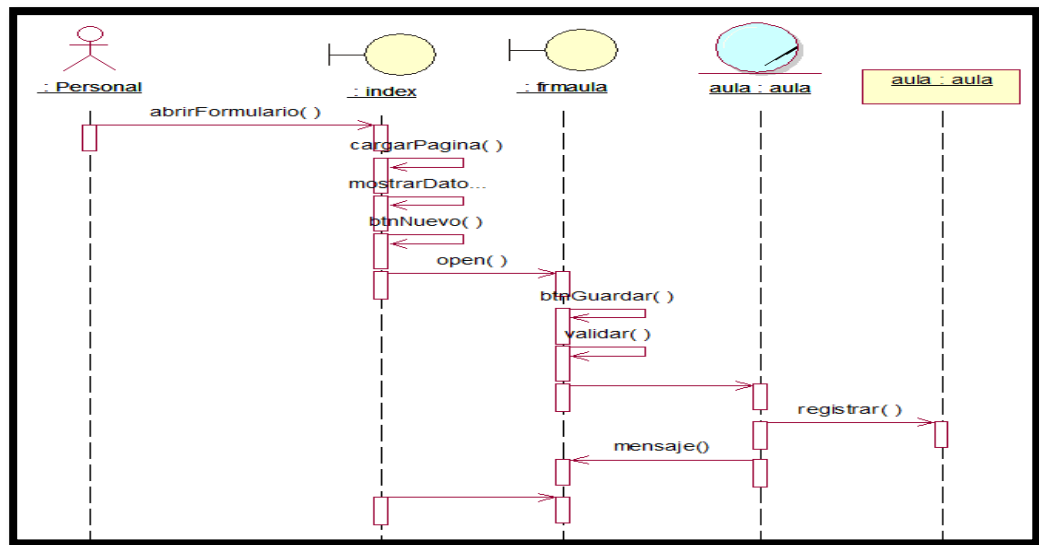 : Personal
: index
: frmaula
aula : aula
aula : aula
abrirFormulario( )
cargarPagina( )
mostrarDato...
btnNuevo( )
open( )
btnGuardar( )
validar( )
registrar( )
mensaje()